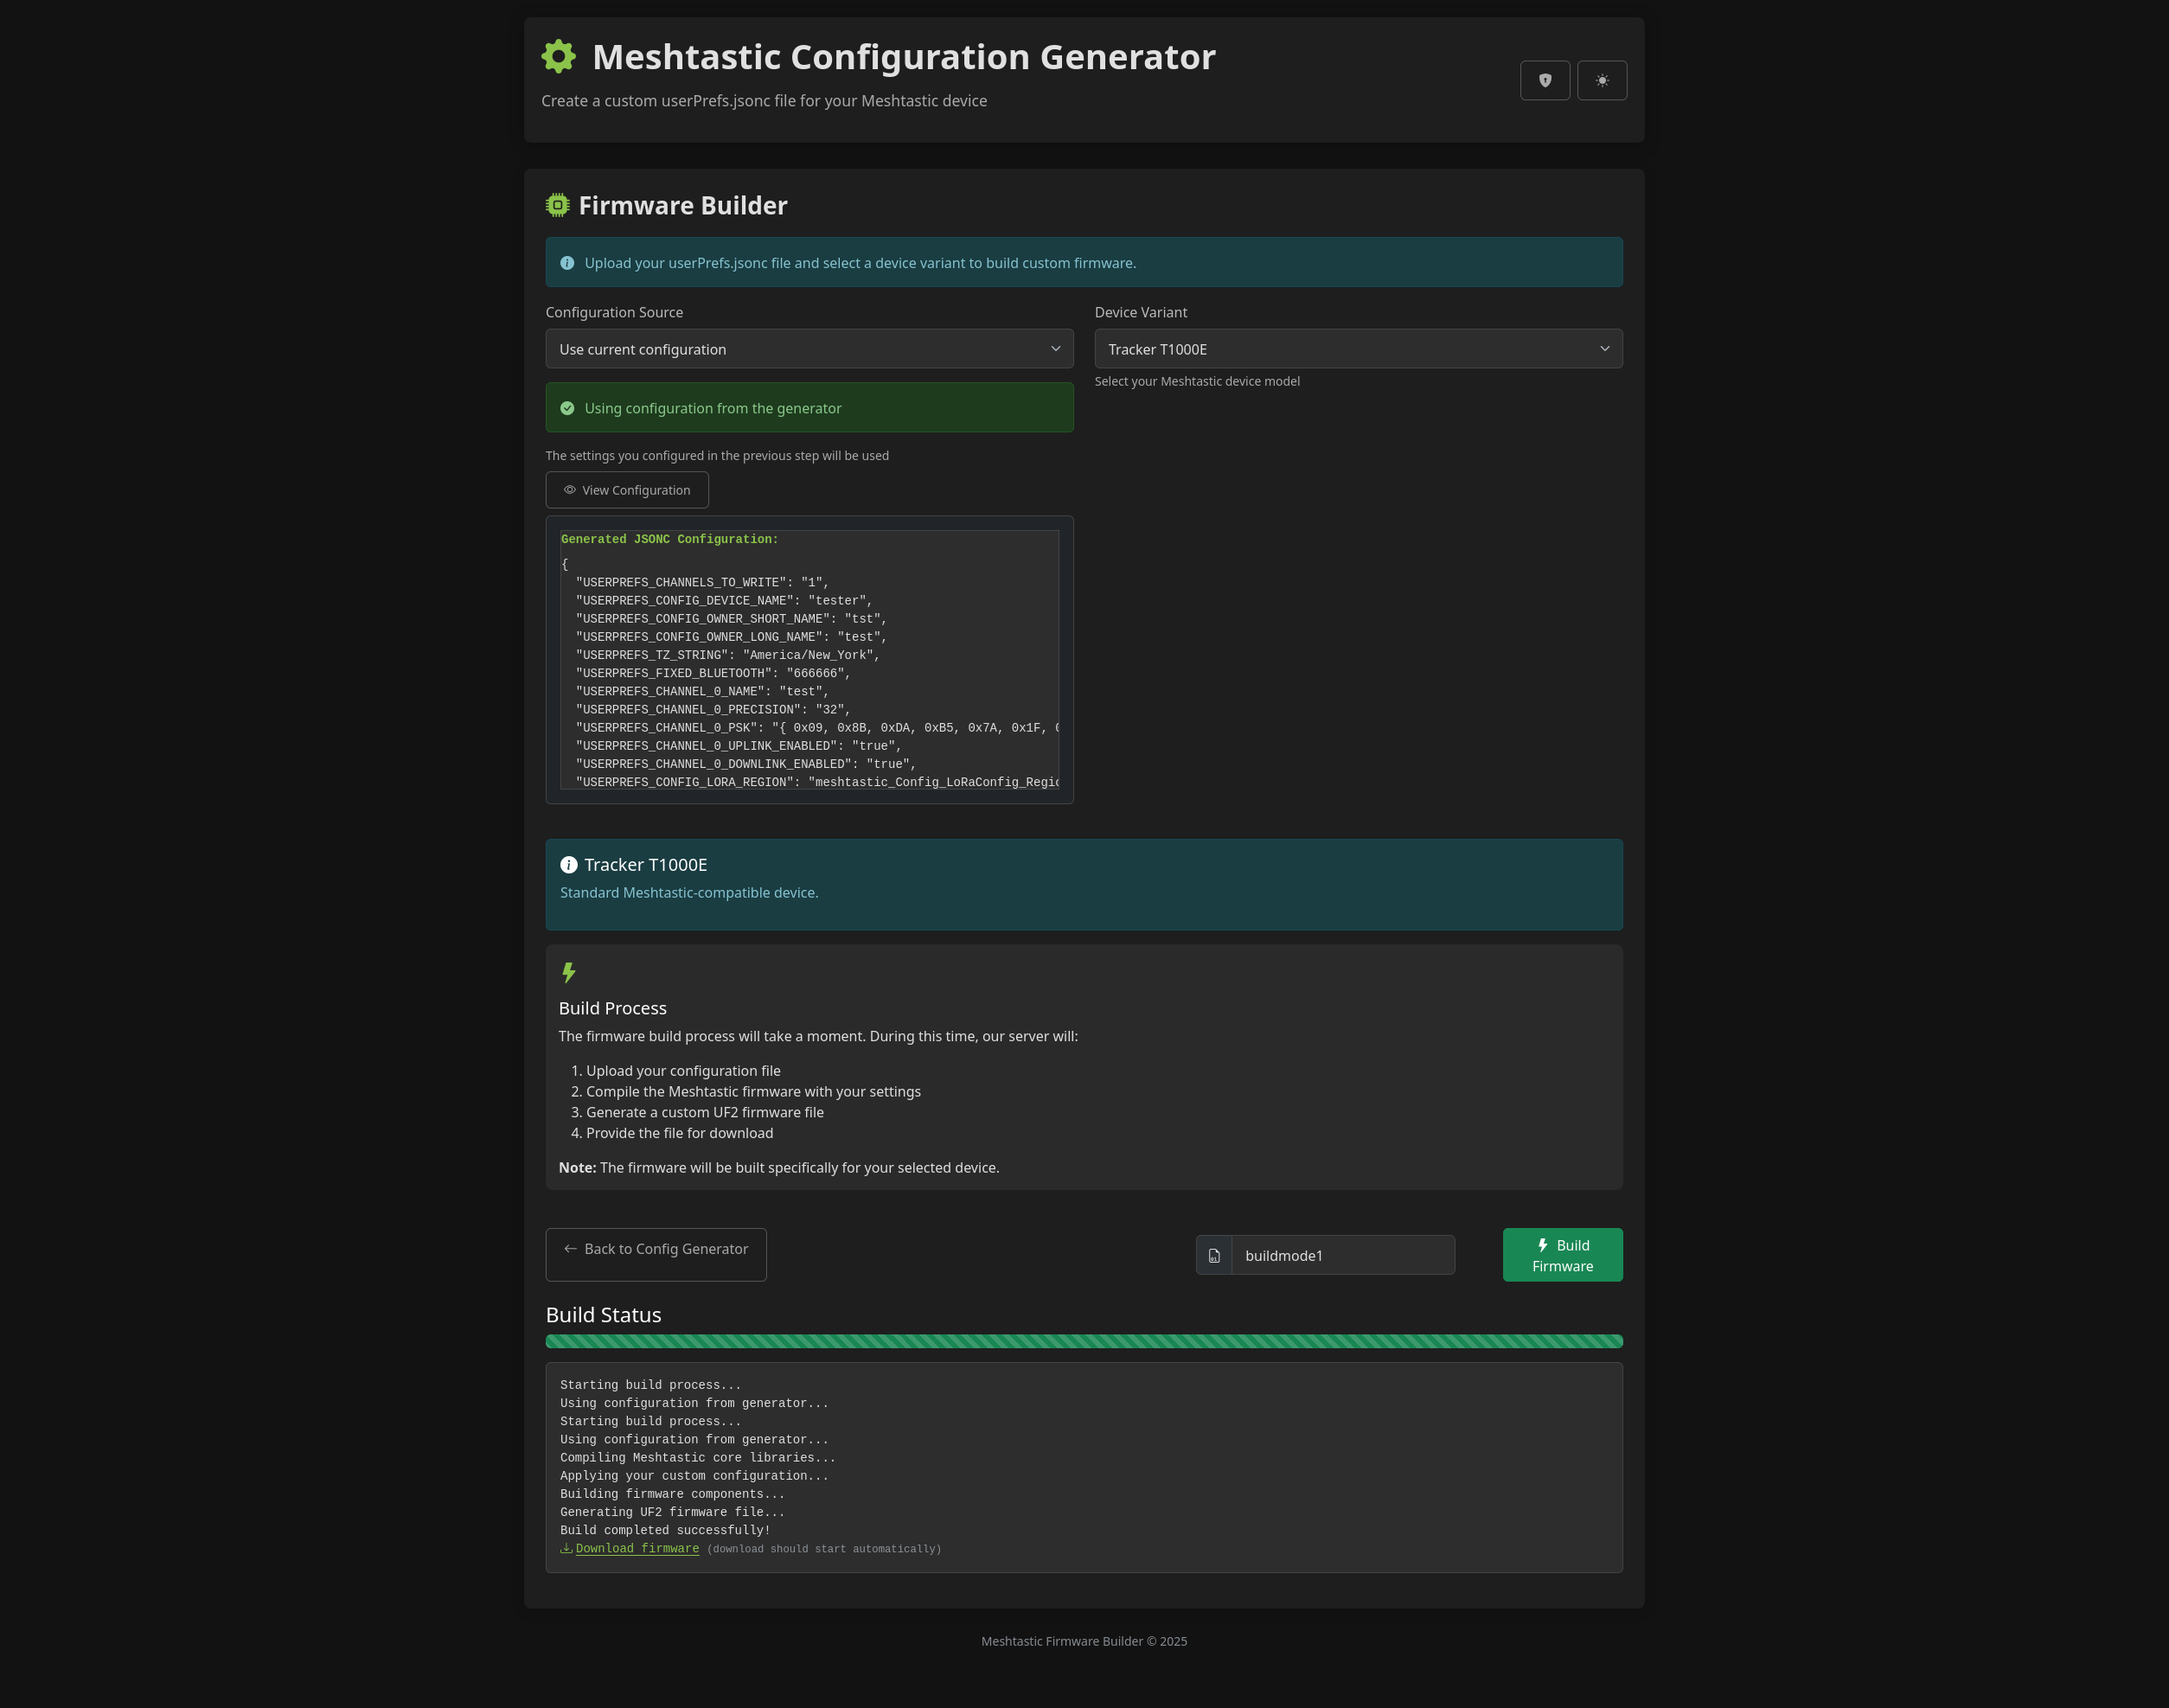 Meshtastic Configuration Generator
Create a custom userPrefs.jsonc file for your Meshtastic device
Firmware Builder
Upload your userPrefs.jsonc file and select a device variant to build custom firmware.
Configuration Source
Use current configuration
Using configuration from the generator
The settings you configured in the previous step will be used
View Configuration
Device Variant
Tracker T1000E
Select your Meshtastic device model
Generated JSONC Configuration:
{
"USERPREFS_CHANNELS_TO_WRITE": "1",
"USERPREFS_CONFIG_DEVICE_NAME": "tester",
"USERPREFS_CONFIG_OWNER_SHORT_NAME": "tst",
"USERPREFS_CONFIG_OWNER_LONG_NAME": "test",
"USERPREFS_TZ_STRING": "America/New_York",
"USERPREFS_FIXED_BLUETOOTH": "666666",
"USERPREFS_CHANNEL_0_NAME": "test",
"USERPREFS_CHANNEL_0_PRECISION": "32",
"USERPREFS_CHANNEL_0_PSK": "{ 0x09, 0x8B, 0xDA, 0xB5, 0x7A, 0x1F,
"USERPREFS_CHANNEL_0_UPLINK_ENABLED": "true",
"USERPREFS_CHANNEL_0_DOWNLINK_ENABLED": "true",
"USERPREFS_CONFIG_LORA_REGION": "meshtastic_Config_LoRaConfig_Regi
Tracker T1000E
Standard Meshtastic-compatible device.
Build Process
The firmware build process will take a moment. During this time, our server will:
1. Upload your configuration file
2. Compile the Meshtastic firmware with your settings
3. Generate a custom UF2 firmware file
4. Provide the file for download
Note: The firmware will be built specifically for your selected device.
Back to Config Generator
buildmode1
Build
Firmware
Build Status
Starting build process...
Using configuration from generator...
Starting build process...
Using configuration from generator...
Compiling Meshtastic core libraries...
Applying your custom configuration...
Building firmware components...
Generating UF2 firmware file...
Build completed successfully!
Download firmware (download should start automatically)
Meshtastic Firmware Builder © 2025